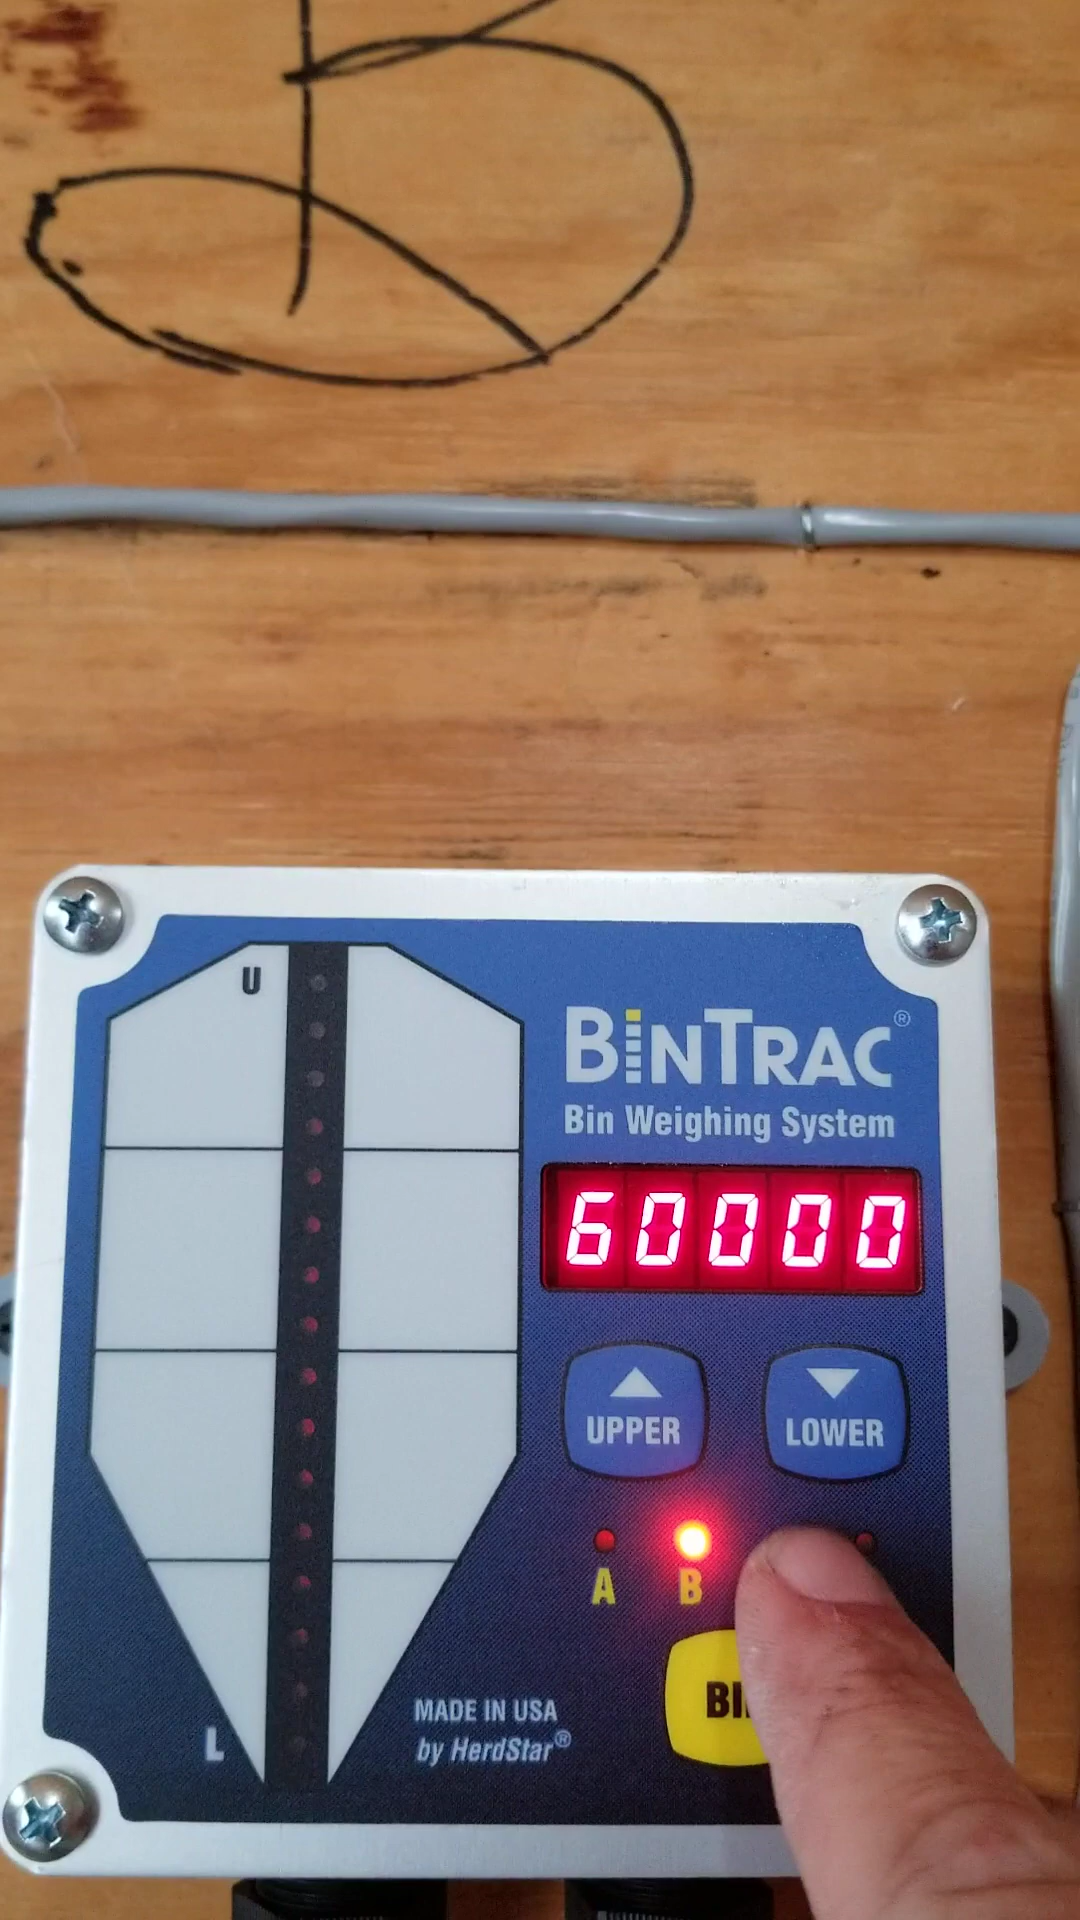 U
BINTRAC®
Bin Weighing System
60000
UPPER
LOWER
A
B
MADE IN USA
by HerdStar®
L